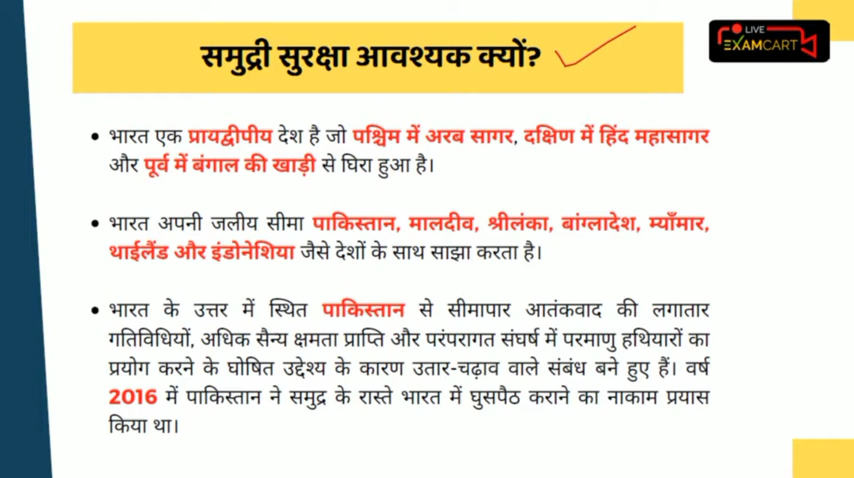 समुद्री सुरक्षा आवश्यक क्यों?
LIVE
EXAMCART
• भारत एक प्रायद्वीपीय देश है जो पश्चिम में अरब सागर, दक्षिण में हिंद महासागर
और पूर्व में बंगाल की खाड़ी से घिरा हुआ है।
• भारत अपनी जलीय सीमा पाकिस्तान, मालदीव, श्रीलंका, बांग्लादेश, म्याँमार,
थाईलैंड और इंडोनेशिया जैसे देशों के साथ साझा करता है।
• भारत के उत्तर में स्थित पाकिस्तान से सीमापार आतंकवाद की लगातार
गतिविधियों, अधिक सैन्य क्षमता प्राप्ति और परंपरागत संघर्ष में परमाणु हथियारों का
प्रयोग करने के घोषित उद्देश्य के कारण उतार-चढ़ाव वाले संबंध बने हुए हैं। वर्ष
2016 में पाकिस्तान ने समुद्र के रास्ते भारत में घुसपैठ कराने का नाकाम प्रयास
किया था।